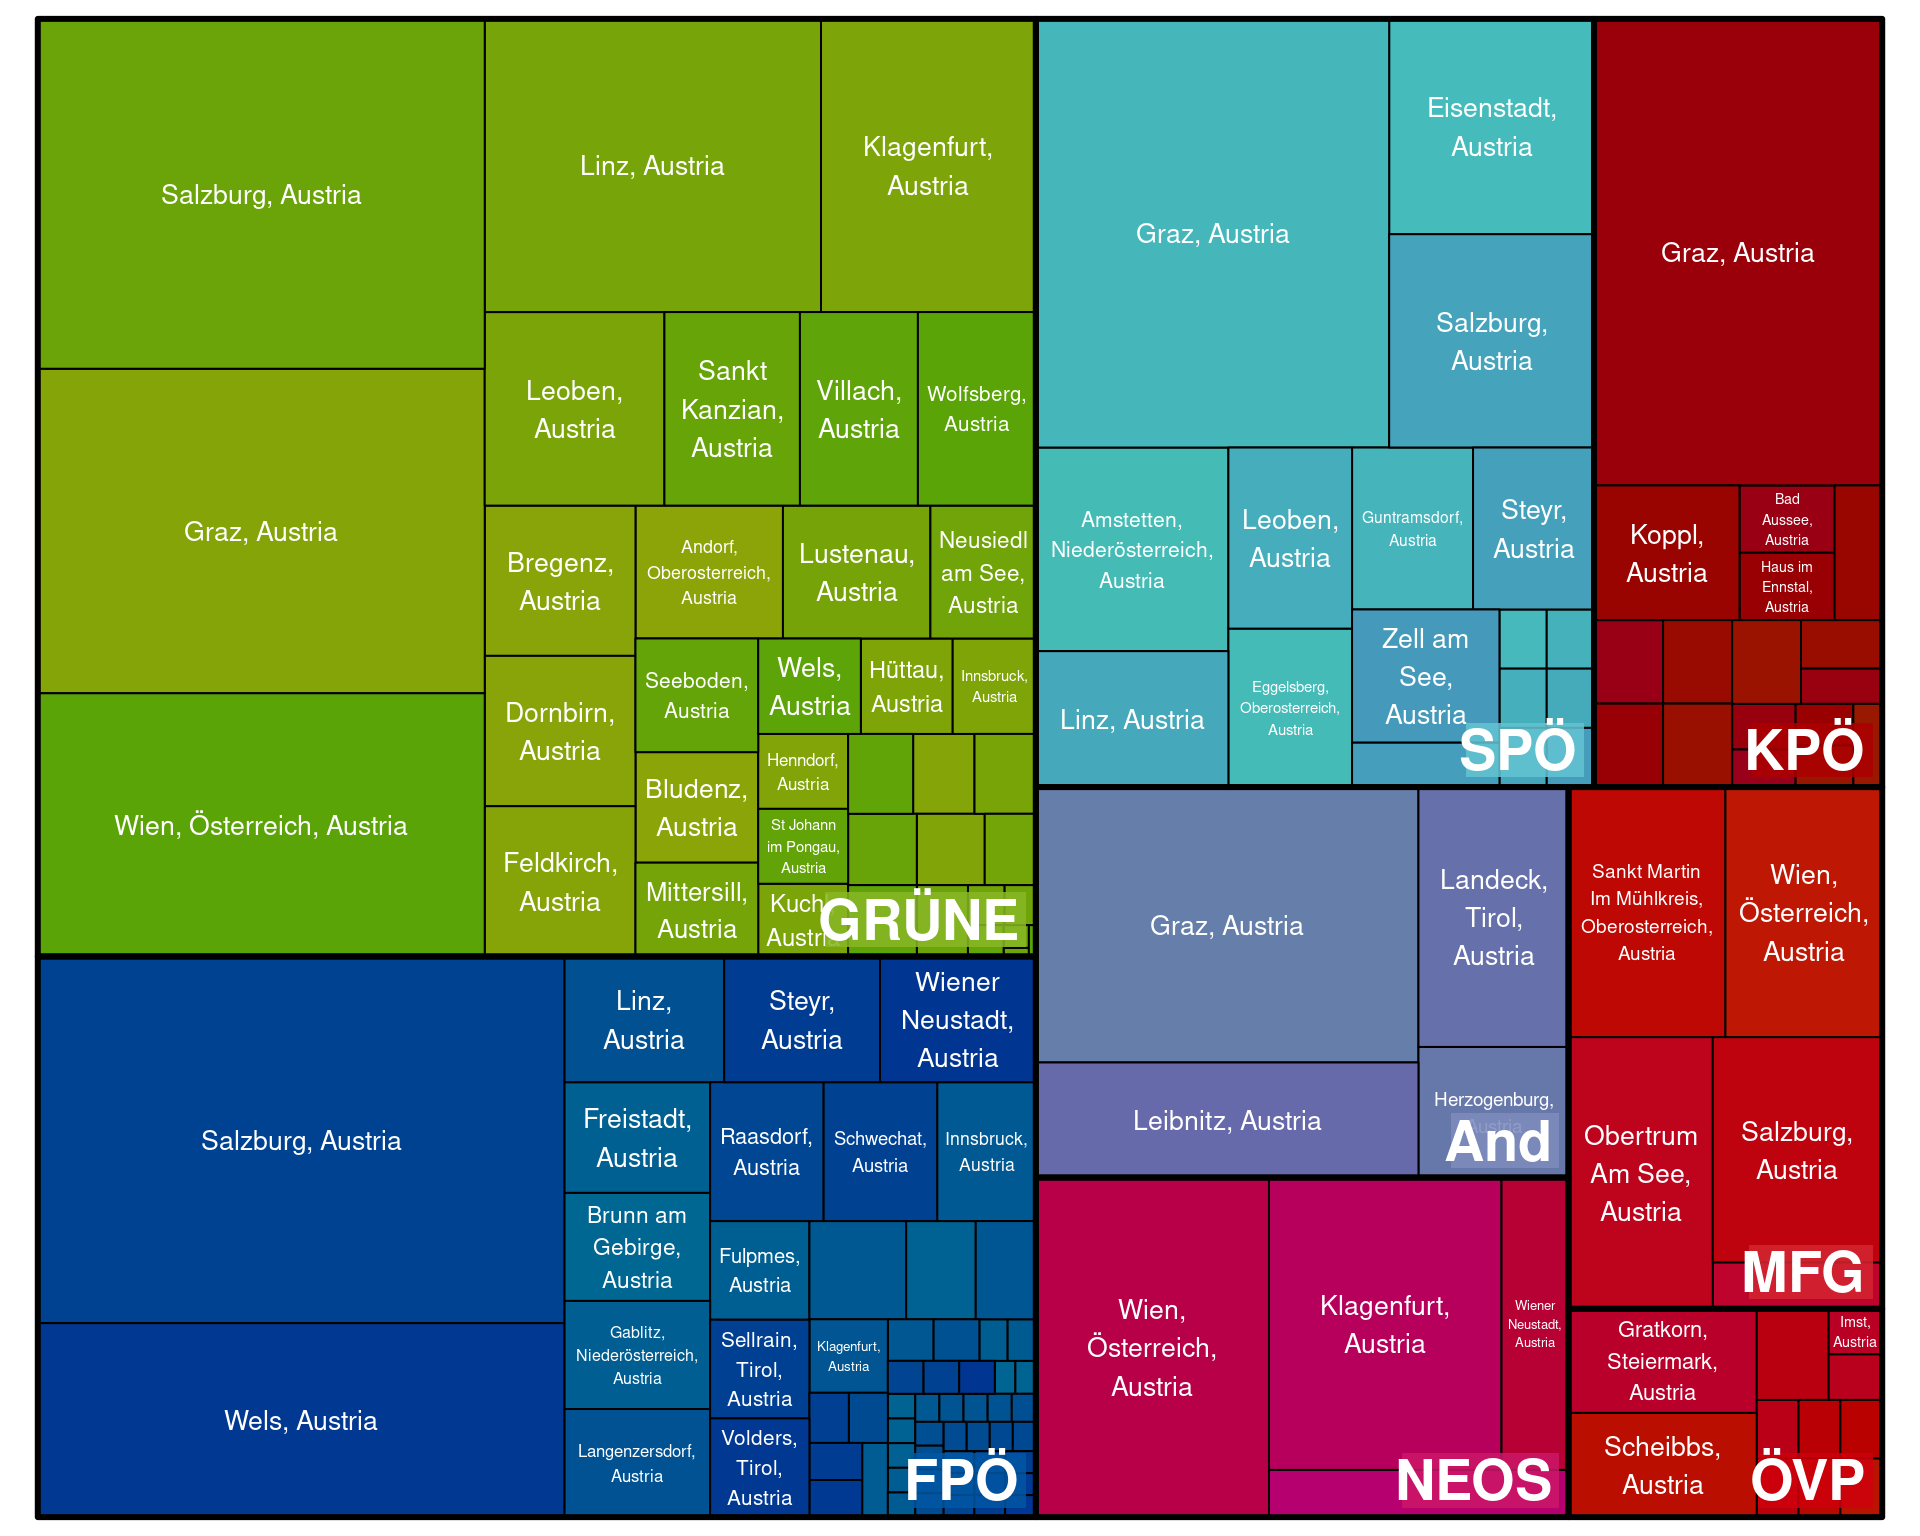 Salzburg, Austria
Graz, Austria
Wien, Österreich, Austria
Linz, Austria
Klagenfurt,
Austria
Leoben,
Austria
Sankt
Kanzian,
Austria
Villach,
Austria
Wolfsberg,
Austria
Bregenz,
Austria
Andorf,
Oberosterreich,
Austria
Lustenau,
Austria
Neusiedl
am See,
Austria
Dornbirn,
Austria
Feldkirch,
Austria
Seeboden,
Austria
Bludenz,
Austria
Mittersill,
Austria
Wels,
Austria
Hüttau,
Austria
Innsbruck,
Austria
Henndorf,
Austria
St Johann
im Pongau,
Austria
Kuchl,
Austria
GRÜNE
Graz, Austria
Eisenstadt,
Austria
Salzburg,
Austria
Amstetten,
Niederösterreich,
Austria
Linz, Austria
Leoben,
Austria
Eggelsberg,
Oberosterreich,
Austria
Guntramsdorf,
Austria
Steyr,
Austria
Zell am
See,
Austria
SPÖ
Graz, Austria
Koppl,
Austria
Bad
Aussee,
Austria
Haus im
Ennstal,
Austria
KPÖ
Salzburg, Austria
Wels, Austria
Linz,
Austria
Steyr,
Austria
Wiener
Neustadt,
Austria
Freistadt,
Austria
Brunn am
Gebirge,
Austria
Gablitz,
Niederösterreich,
Austria
Langenzersdorf,
Austria
Raasdorf,
Austria
Schwechat,
Austria
Innsbruck,
Austria
Fulpmes,
Austria
Sellrain,
Tirol,
Austria
Volders,
Tirol,
Austria
Klagenfurt,
Austria
FPÖ
Graz, Austria
Leibnitz, Austria
Landeck,
Tirol,
Austria
Herzogenburg,
Austria
And
Wien,
Österreich,
Austria
Klagenfurt,
Austria
Wiener
Neustadt,
Austria
NEOS
Sankt Martin
Im Mühlkreis,
Oberosterreich,
Austria
Wien,
Österreich,
Austria
Obertrum
Am See,
Austria
Salzburg,
Austria
MFG
Gratkorn,
Steiermark,
Austria
Scheibbs,
Austria
Imst,
Austria
ÖVP